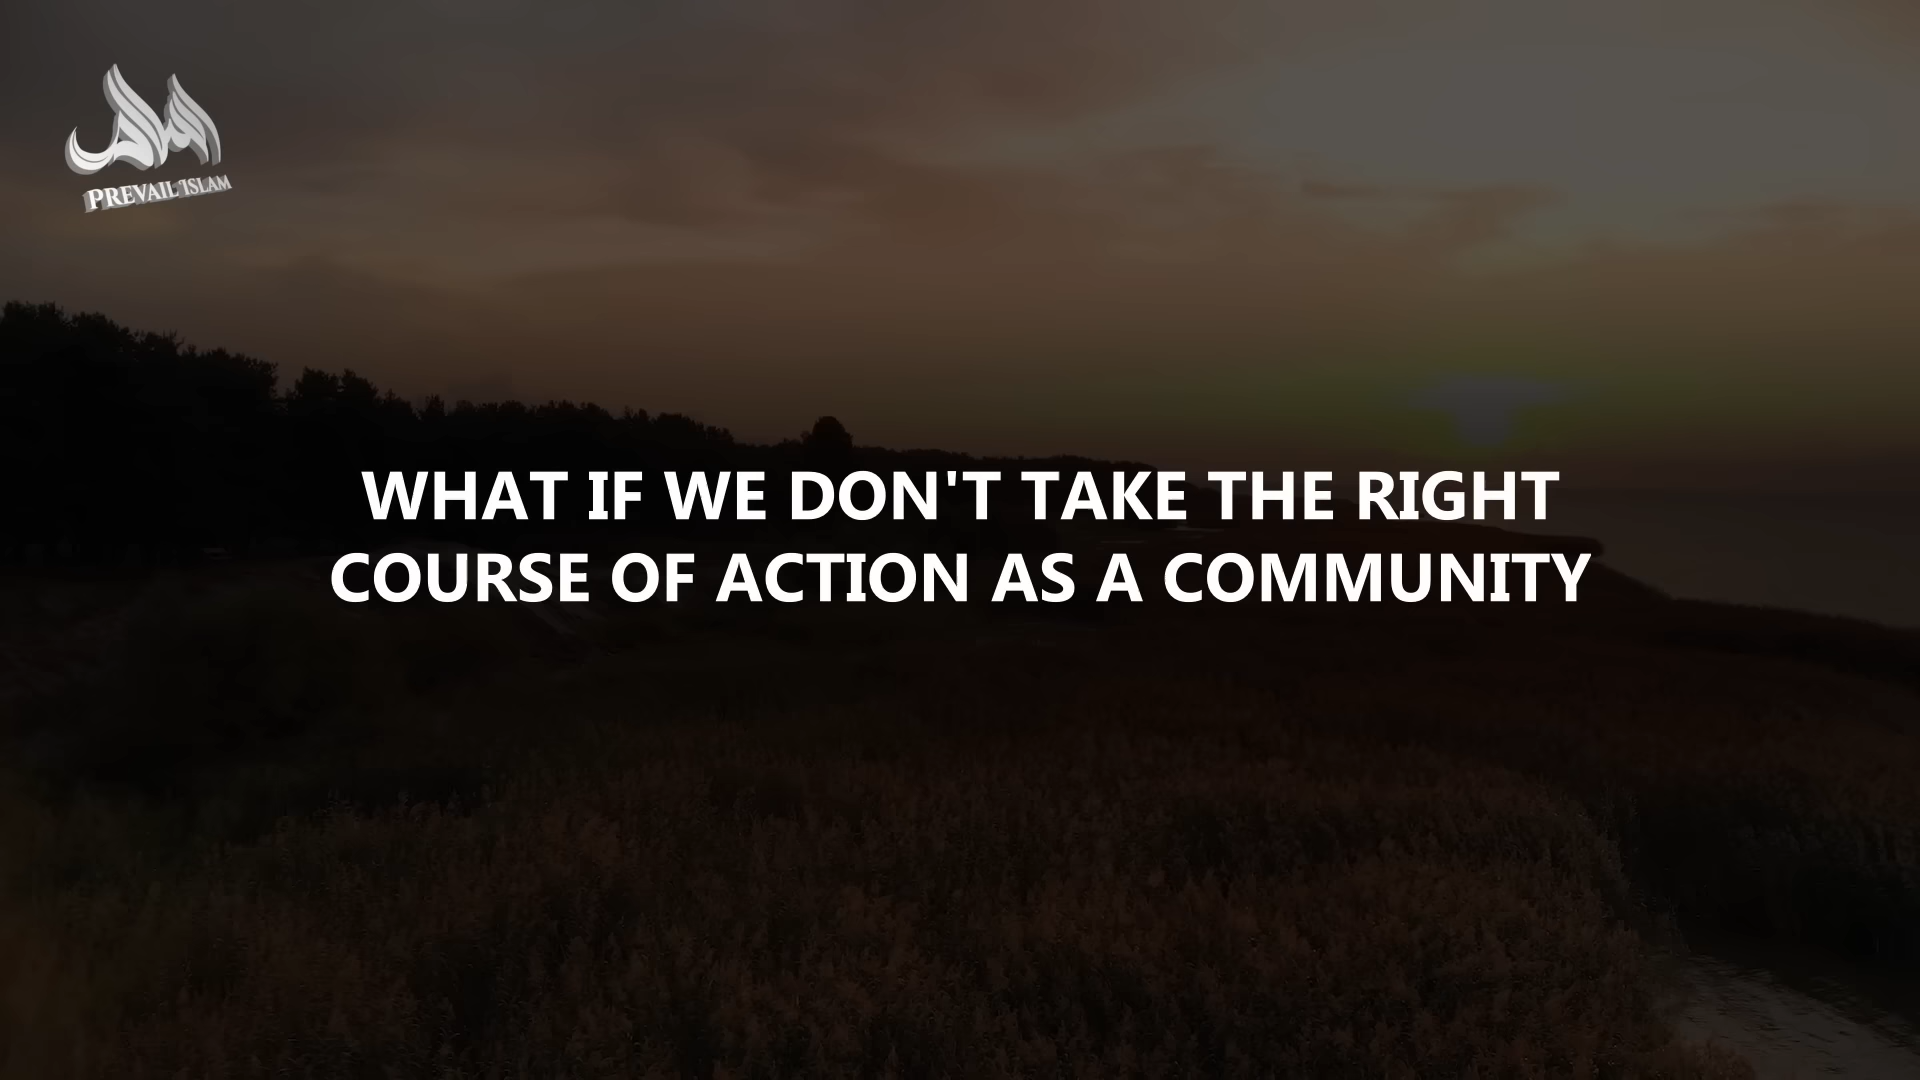 PREVAIL ISLAM
WHAT IF WE DON'T TAKE THE RIGHT
COURSE OF ACTION AS A COMMUNITY